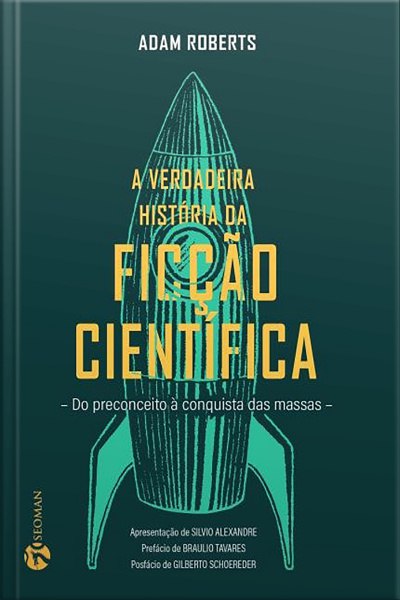 ADAM ROBERTS
A VERDADEIRA
HISTÓRIA DA
FICÇÃO
CIENTÍFICA
– Do preconceito à conquista das massas –
Apresentação de SILVIO ALEXANDRE
Prefácio de BRAULIO TAVARES
Posfácio de GILBERTO SCHOEREDER
SEOMAN